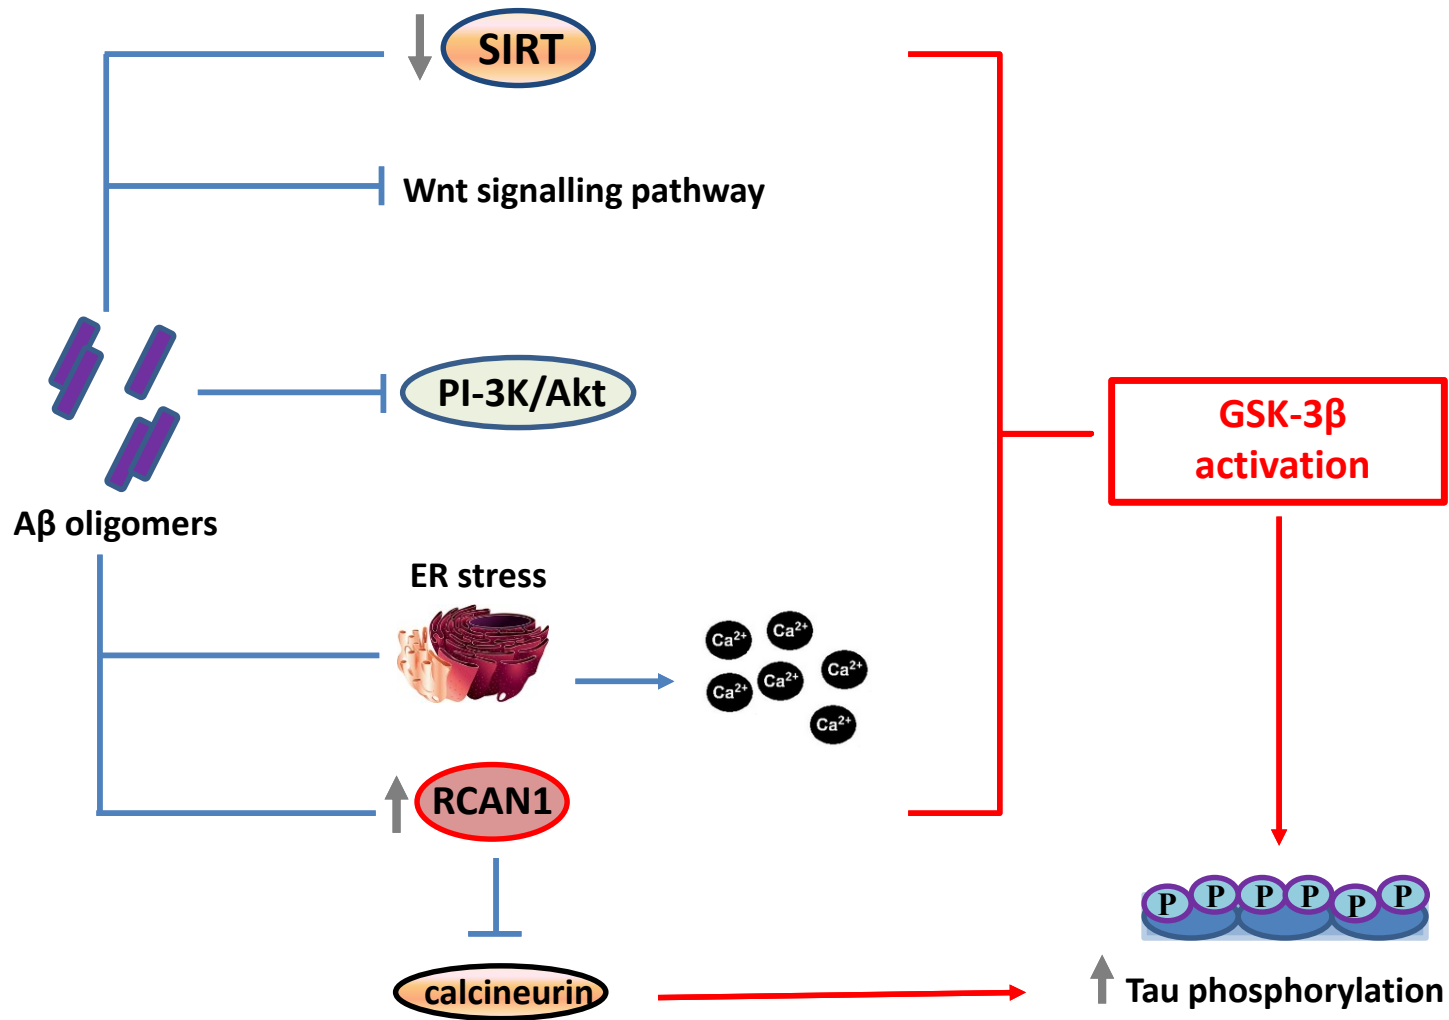 SIRT
Wnt signalling pathway
PI-3K/Akt
GSK-3β
activation
Aβ oligomers
ER stress
Ca²⁺
Ca²⁺
Ca²⁺
Ca²⁺
Ca²⁺
Ca²⁺
RCAN1
P P P P P P
calcineurin
Tau phosphorylation